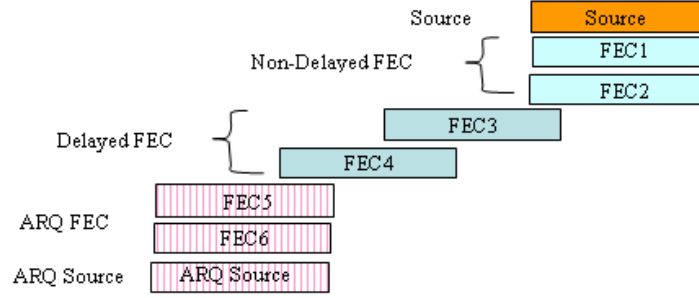 Source Source
Non-Delayed FEC FEC1
FEC2
FEC3
Delayed FEC
FEC4
FEC5
ARQ FEC
FEC6
ARQ Source ARQ Source